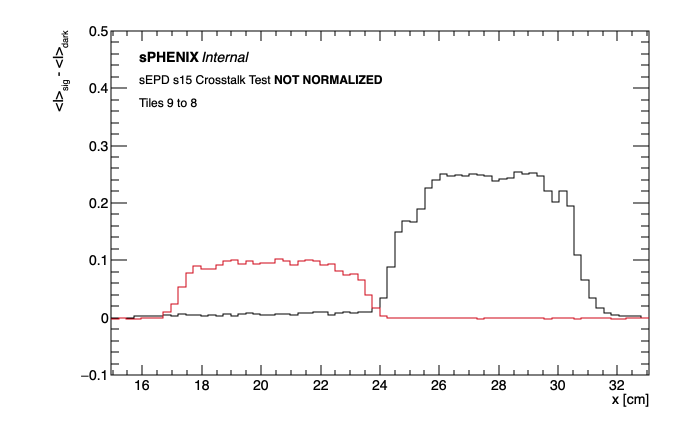 0.5
<I>sig - <I>dark
sPHENIX Internal
sEPD s15 Crosstalk Test NOT NORMALIZED
0.4
Tiles 9 to 8
0.3
0.2
0.1
0
−0.1
16 18 20 22 24 26 28 30 32
x [cm]